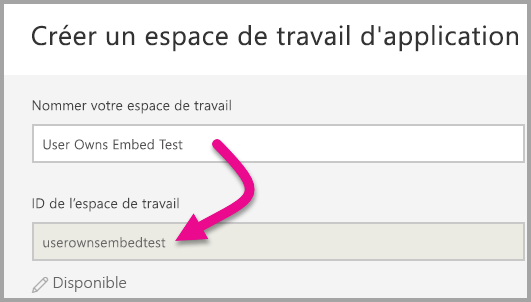 Créer un espace de travail d'application
Nommer votre espace de travail
User Owns Embed Test
ID de l'espace de travail
userownsembedtest
Disponible